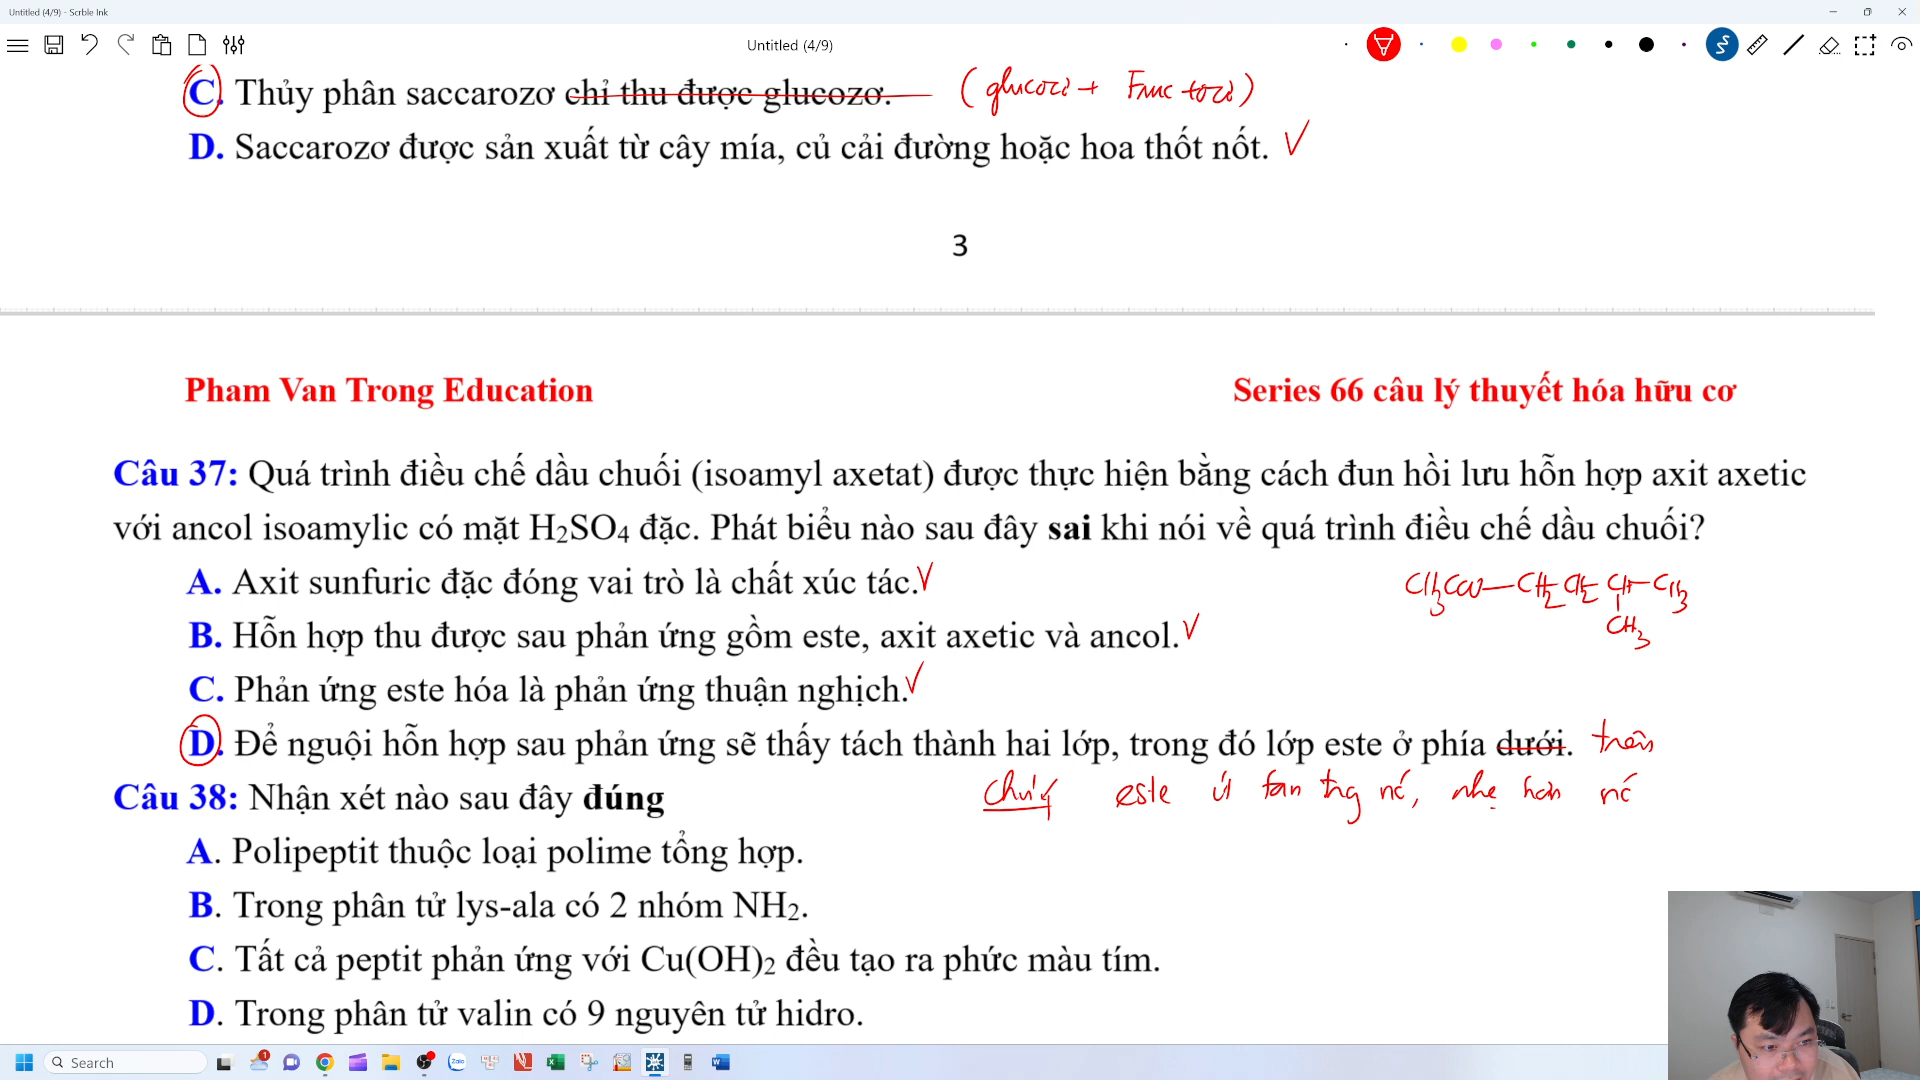 Untitled (4/9) - Scrble Ink
Untitled (4/9)
C. Thủy phân saccarozơ chỉ thu được glucozơ. (glucozơ + Fructozơ)
D. Saccarozơ được sản xuất từ cây mía, củ cải đường hoặc hoa thốt nốt.
3
Pham Van Trong Education Series 66 câu lý thuyết hóa hữu cơ
Câu 37: Quá trình điều chế dầu chuối (isoamyl axetat) được thực hiện bằng cách đun hồi lưu hỗn hợp axit axetic
với ancol isoamylic có mặt H₂SO₄ đặc. Phát biểu nào sau đây sai khi nói về quá trình điều chế dầu chuối?
A. Axit sunfuric đặc đóng vai trò là chất xúc tác.
CH₃COO-CH₂CH₂CH-CH₃
CH₃
B. Hỗn hợp thu được sau phản ứng gồm este, axit axetic và ancol.
C. Phản ứng este hóa là phản ứng thuận nghịch.
D. Để nguội hỗn hợp sau phản ứng sẽ thấy tách thành hai lớp, trong đó lớp este ở phía dưới. trên
Câu 38: Nhận xét nào sau đây đúng
este ít tan trg nc, nhẹ hơn nc
A. Polipeptit thuộc loại polime tổng hợp.
B. Trong phân tử lys-ala có 2 nhóm NH₂.
C. Tất cả peptit phản ứng với Cu(OH)₂ đều tạo ra phức màu tím.
D. Trong phân tử valin có 9 nguyên tử hidro.
Search
1
Zalo